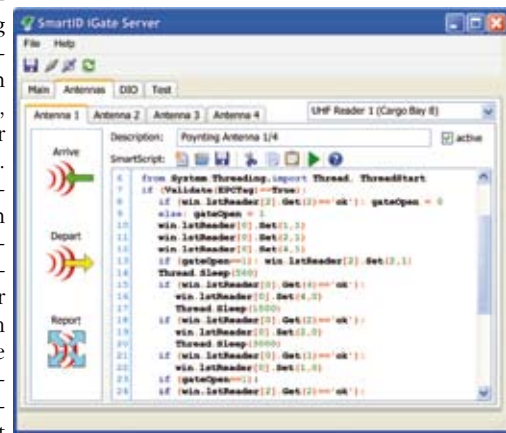 SmartID iGate Server
File Help
Main Antennas DIO Test
Antenna 1 Antenna 2 Antenna 3 Antenna 4 UHF Reader 1 (Cargo Bay 8)
Description: Poynting Antenna 1/4 active
SmartScript:
Arrive
Depart
Report
6 from System.Threading import Thread, ThreadStart
7 if (Validate(EPCTag)==True):
8 if (win.lstReader[2].Get(2)=='ok'): gateOpen = 0
9 else: gateOpen = 1
10 win.lstReader[0].Set(1,1)
11 win.lstReader[0].Set(2,1)
12 win.lstReader[0].Set(4,1)
13 if (gateOpen==1): win.lstReader[2].Set(2,1)
14 Thread.Sleep(500)
15 if (win.lstReader[0].Get(4)=='ok'):
16 win.lstReader[0].Set(4,0)
17 Thread.Sleep(1500)
18 if (win.lstReader[0].Get(2)=='ok'):
19 win.lstReader[0].Set(2,0)
20 Thread.Sleep(3000)
21 if (win.lstReader[0].Get(1)=='ok'):
22 win.lstReader[0].Set(1,0)
23 if (gateOpen==1):
24 if (win.lstReader[2].Get(2)=='ok'):